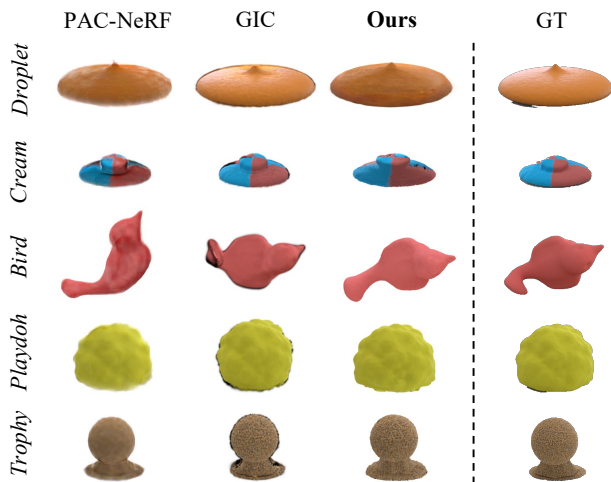 PAC-NeRF GIC Ours GT
Droplet
Cream
Bird
Playdoh
Trophy